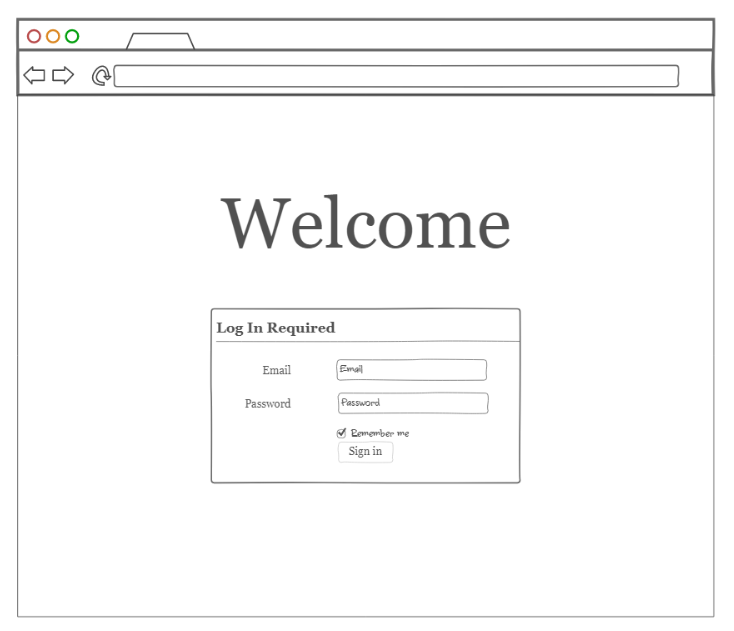 Welcome
Log In Required
Email Email
Password Password
Remember me
Sign in